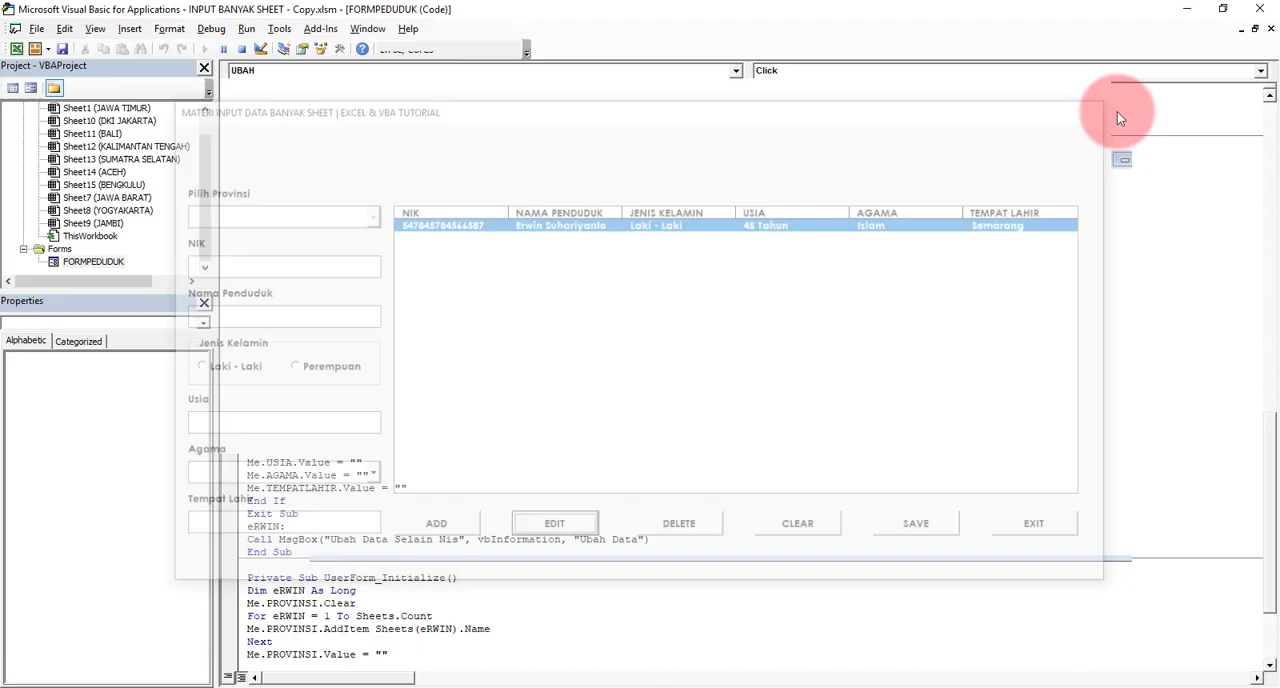 Microsoft Visual Basic for Applications - INPUT BANYAK SHEET - Copy.xlsm - [FORMPEDUDUK (Code)]
File Edit View Insert Format Debug Run Tools Add-Ins Window Help
Project - VBAProject
UBAH
Click
Sheet1 (JAWA TIMUR)
Sheet10 (DKI JAKARTA)
Sheet11 (BALI)
Sheet12 (KALIMANTAN TENGAH)
Sheet13 (SUMATRA SELATAN)
Sheet14 (ACEH)
Sheet15 (BENGKULU)
Sheet7 (JAWA BARAT)
Sheet8 (YOGYAKARTA)
Sheet9 (JAMBI)
ThisWorkbook
Forms
FORMPEDUDUK
Properties
Alphabetic Categorized
MATERI INPUT DATA BANYAK SHEET | EXCEL & VBA TUTORIAL
Pilih Provinsi
NIK
Nama Penduduk
Jenis Kelamin
Laki - Laki Perempuan
Usia
Agama
Tempat Lahir
NIK NAMA PENDUDUK JENIS KELAMIN USIA AGAMA TEMPAT LAHIR
547845784566587 Erwin Suhariyanto Laki - Laki 45 Tahun Islam Semarang
ADD EDIT DELETE CLEAR SAVE EXIT
Me.USIA.Value = ""
Me.AGAMA.Value = ""
Me.TEMPATLAHIR.Value = ""
End If
Exit Sub
eRWIN:
Call MsgBox("Ubah Data Selain Nis", vbInformation, "Ubah Data")
End Sub
Private Sub UserForm_Initialize()
Dim eRWIN As Long
Me.PROVINSI.Clear
For eRWIN = 1 To Sheets.Count
Me.PROVINSI.AddItem Sheets(eRWIN).Name
Next
Me.PROVINSI.Value = ""